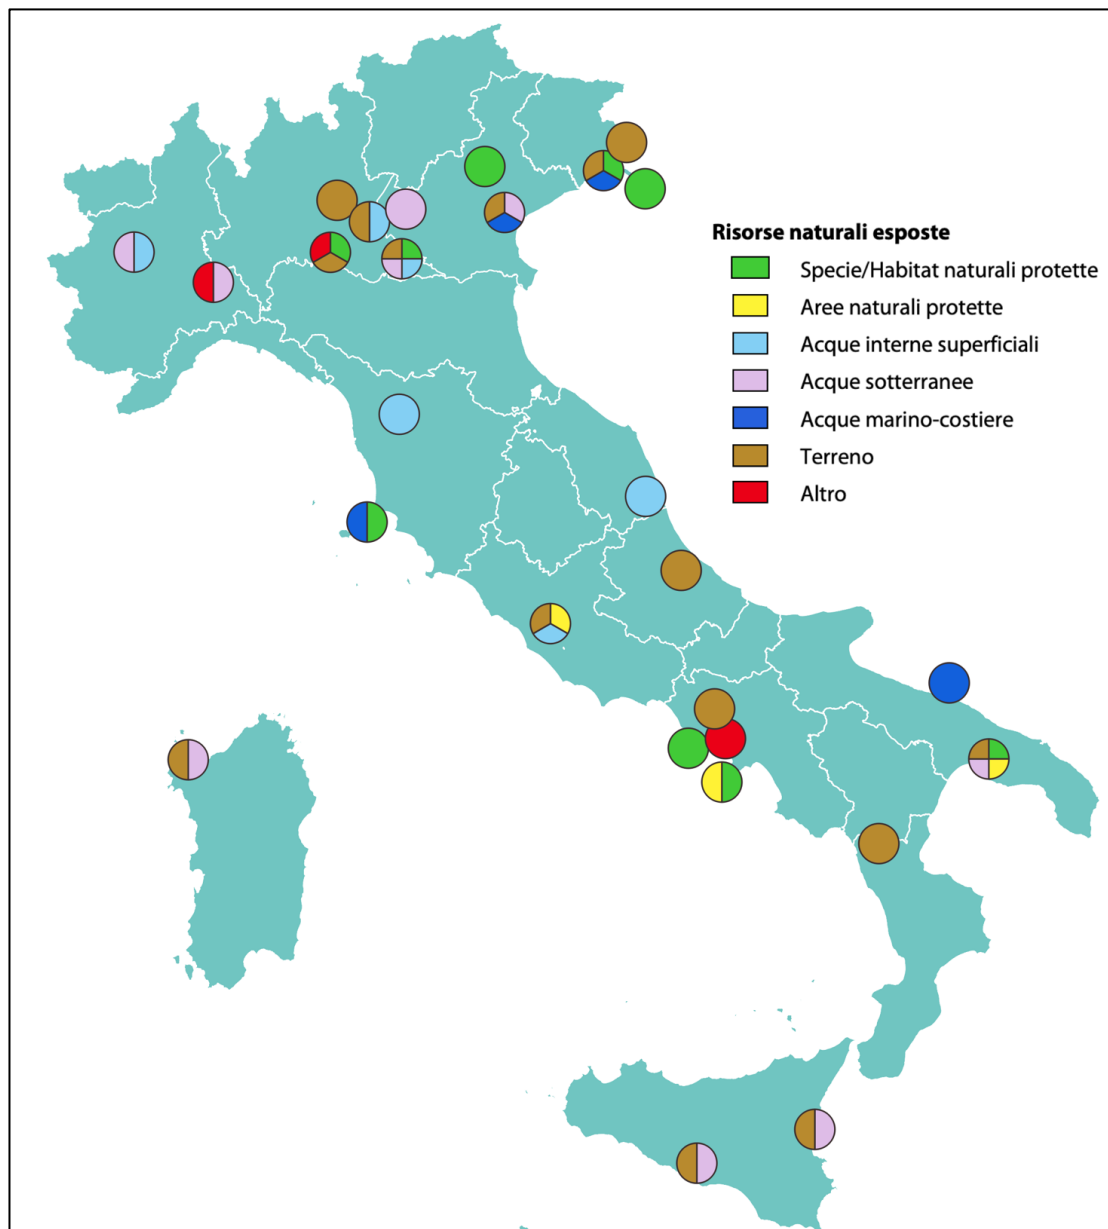 Risorse naturali esposte
Specie/Habitat naturali protette
Aree naturali protette
Acque interne superficiali
Acque sotterranee
Acque marino-costiere
Terreno
Altro